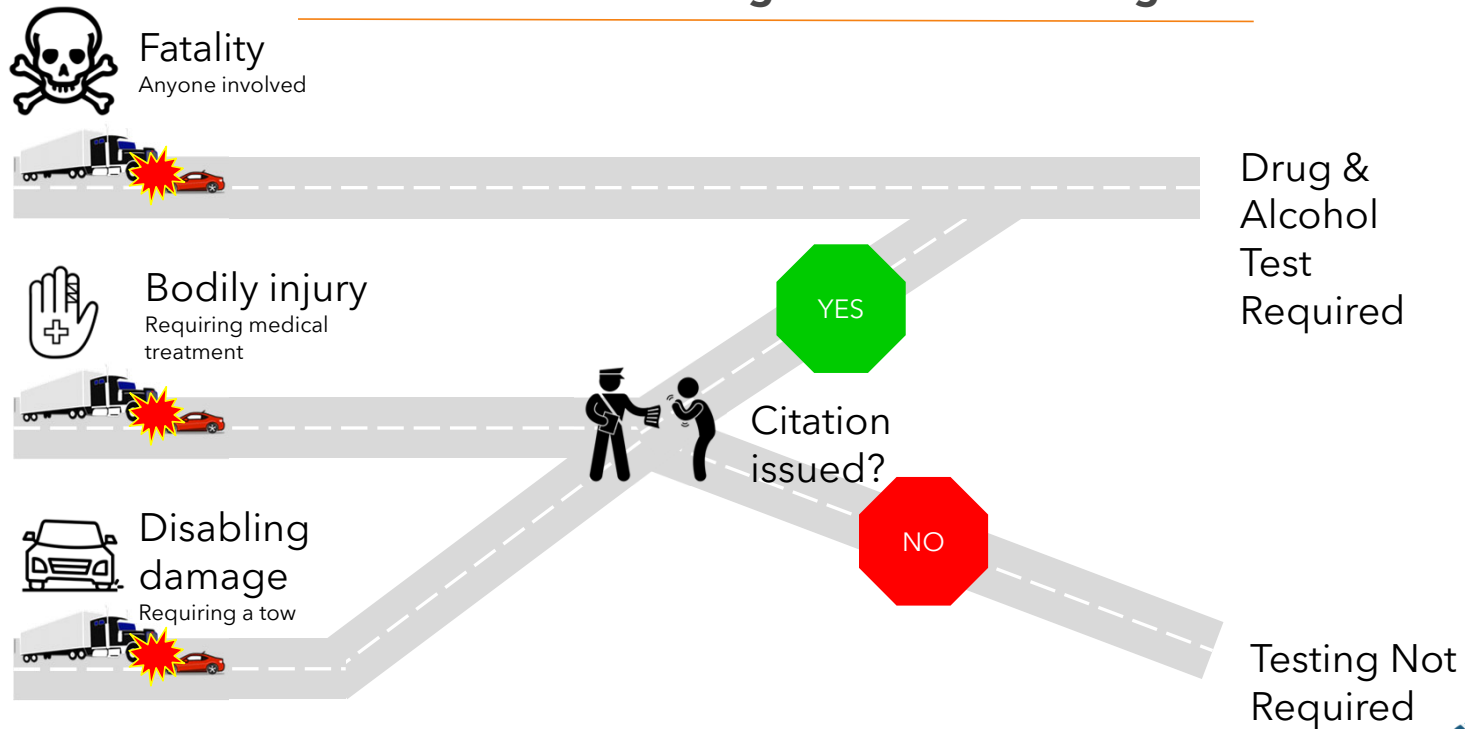 Fatality
Anyone involved
Drug &
Alcohol
Test
Required
Bodily injury
Requiring medical
treatment
YES
Citation
issued?
Disabling
damage
Requiring a tow
NO
Testing Not
Required